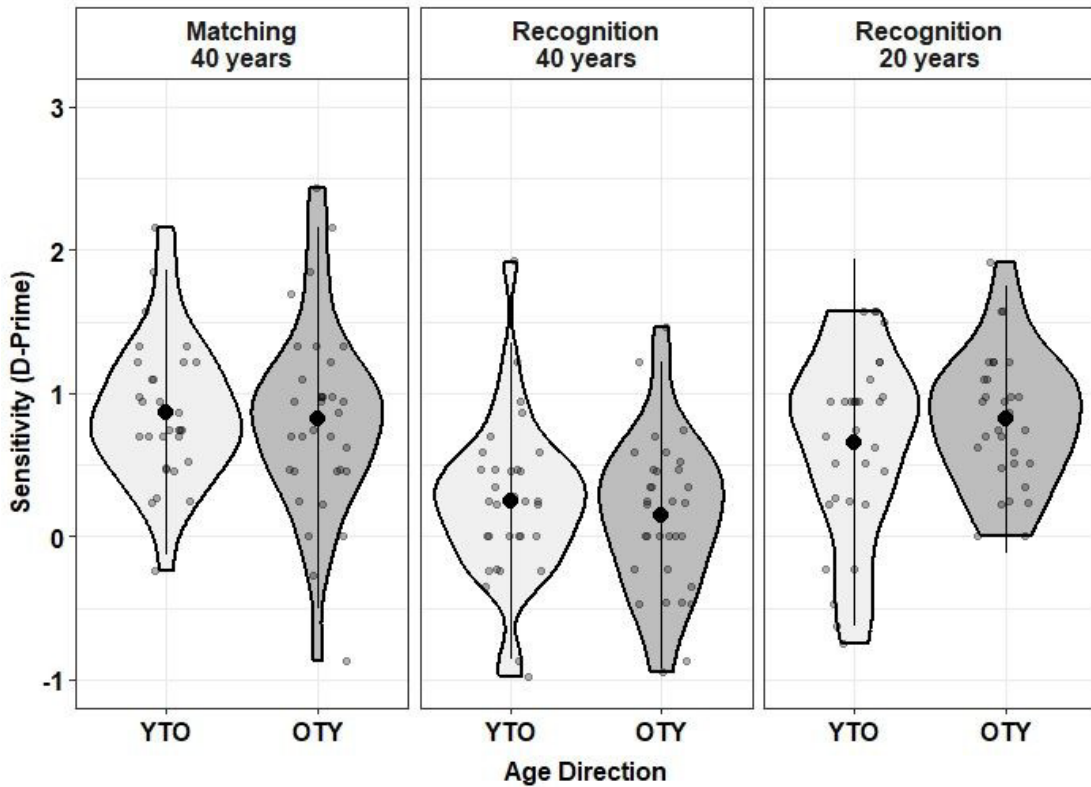 Matching
40 years
Recognition
40 years
Recognition
20 years
Sensitivity (D-Prime)
3
2
1
0
-1
YTO
OTY
YTO
OTY
YTO
OTY
Age Direction